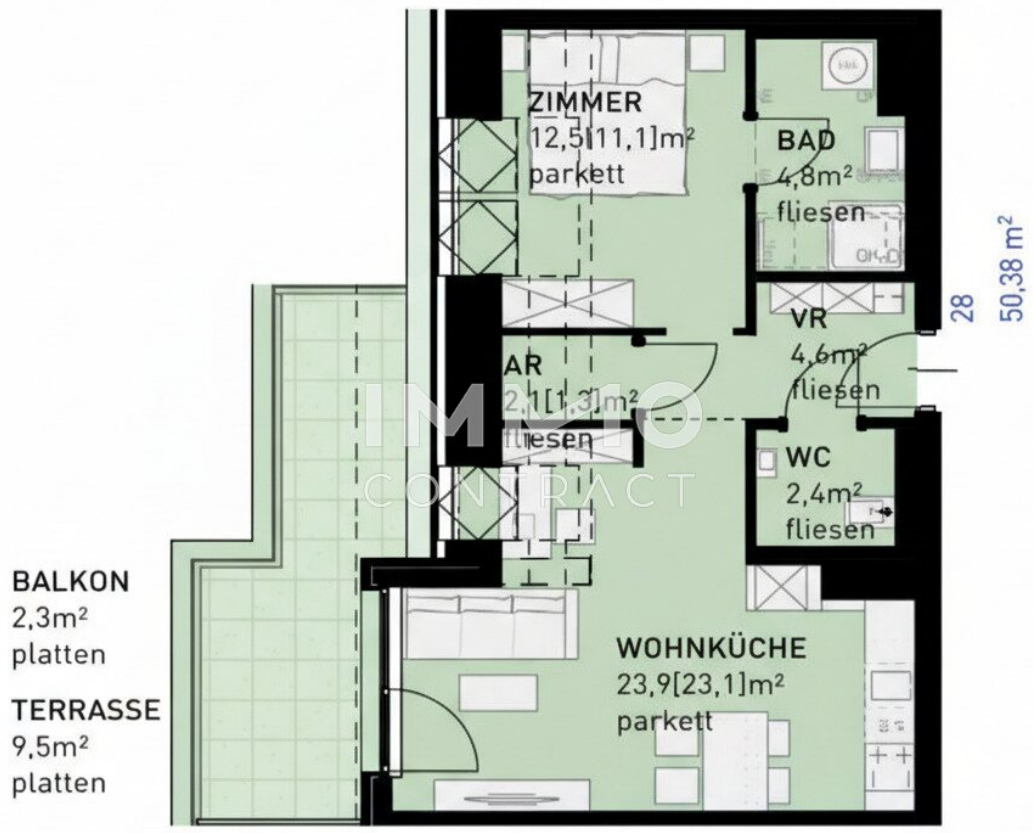 ZIMMER
12,5[11,1]m²
parkett
BAD
4,8m²
fliesen
28
50,38 m²
VR
4,6m²
fliesen
AR
2,1[1,3]m²
fliesen
IMMO
CONTRACT
WC
2,4m²
fliesen
BALKON
2,3m²
platten
TERRASSE
9,5m²
platten
WOHNKÜCHE
23,9[23,1]m²
parkett